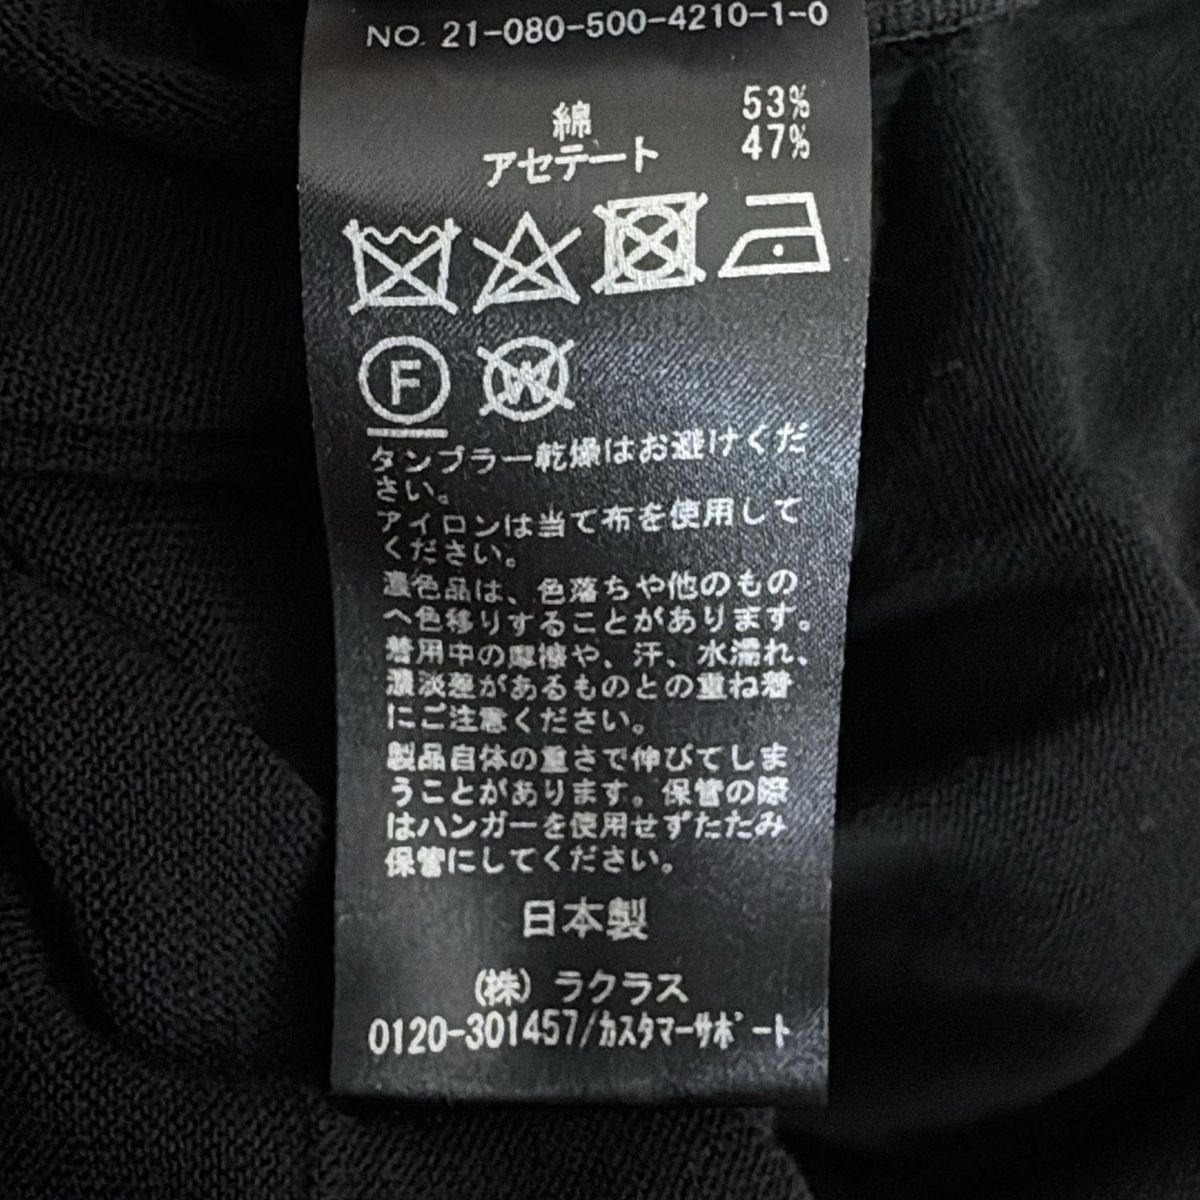 NO. 21-080-500-4210-1-0
綿 53%
アセテート 47%
F
W
タンブラー乾燥はお避けくだ
さい。
アイロンは当て布を使用して
ください。
濃色品は、色落ちや他のもの
へ色移りすることがあります。
着用中の摩擦や、汗、水濡れ、
濃淡差があるものとの重ね着
にご注意ください。
製品自体の重さで伸びてしま
うことがあります。保管の際
はハンガーを使用せずたたみ
保管にしてください。
日本製
(株) ラクラス
0120-301457/ｶｽﾀﾏｰｻﾎﾟｰﾄ